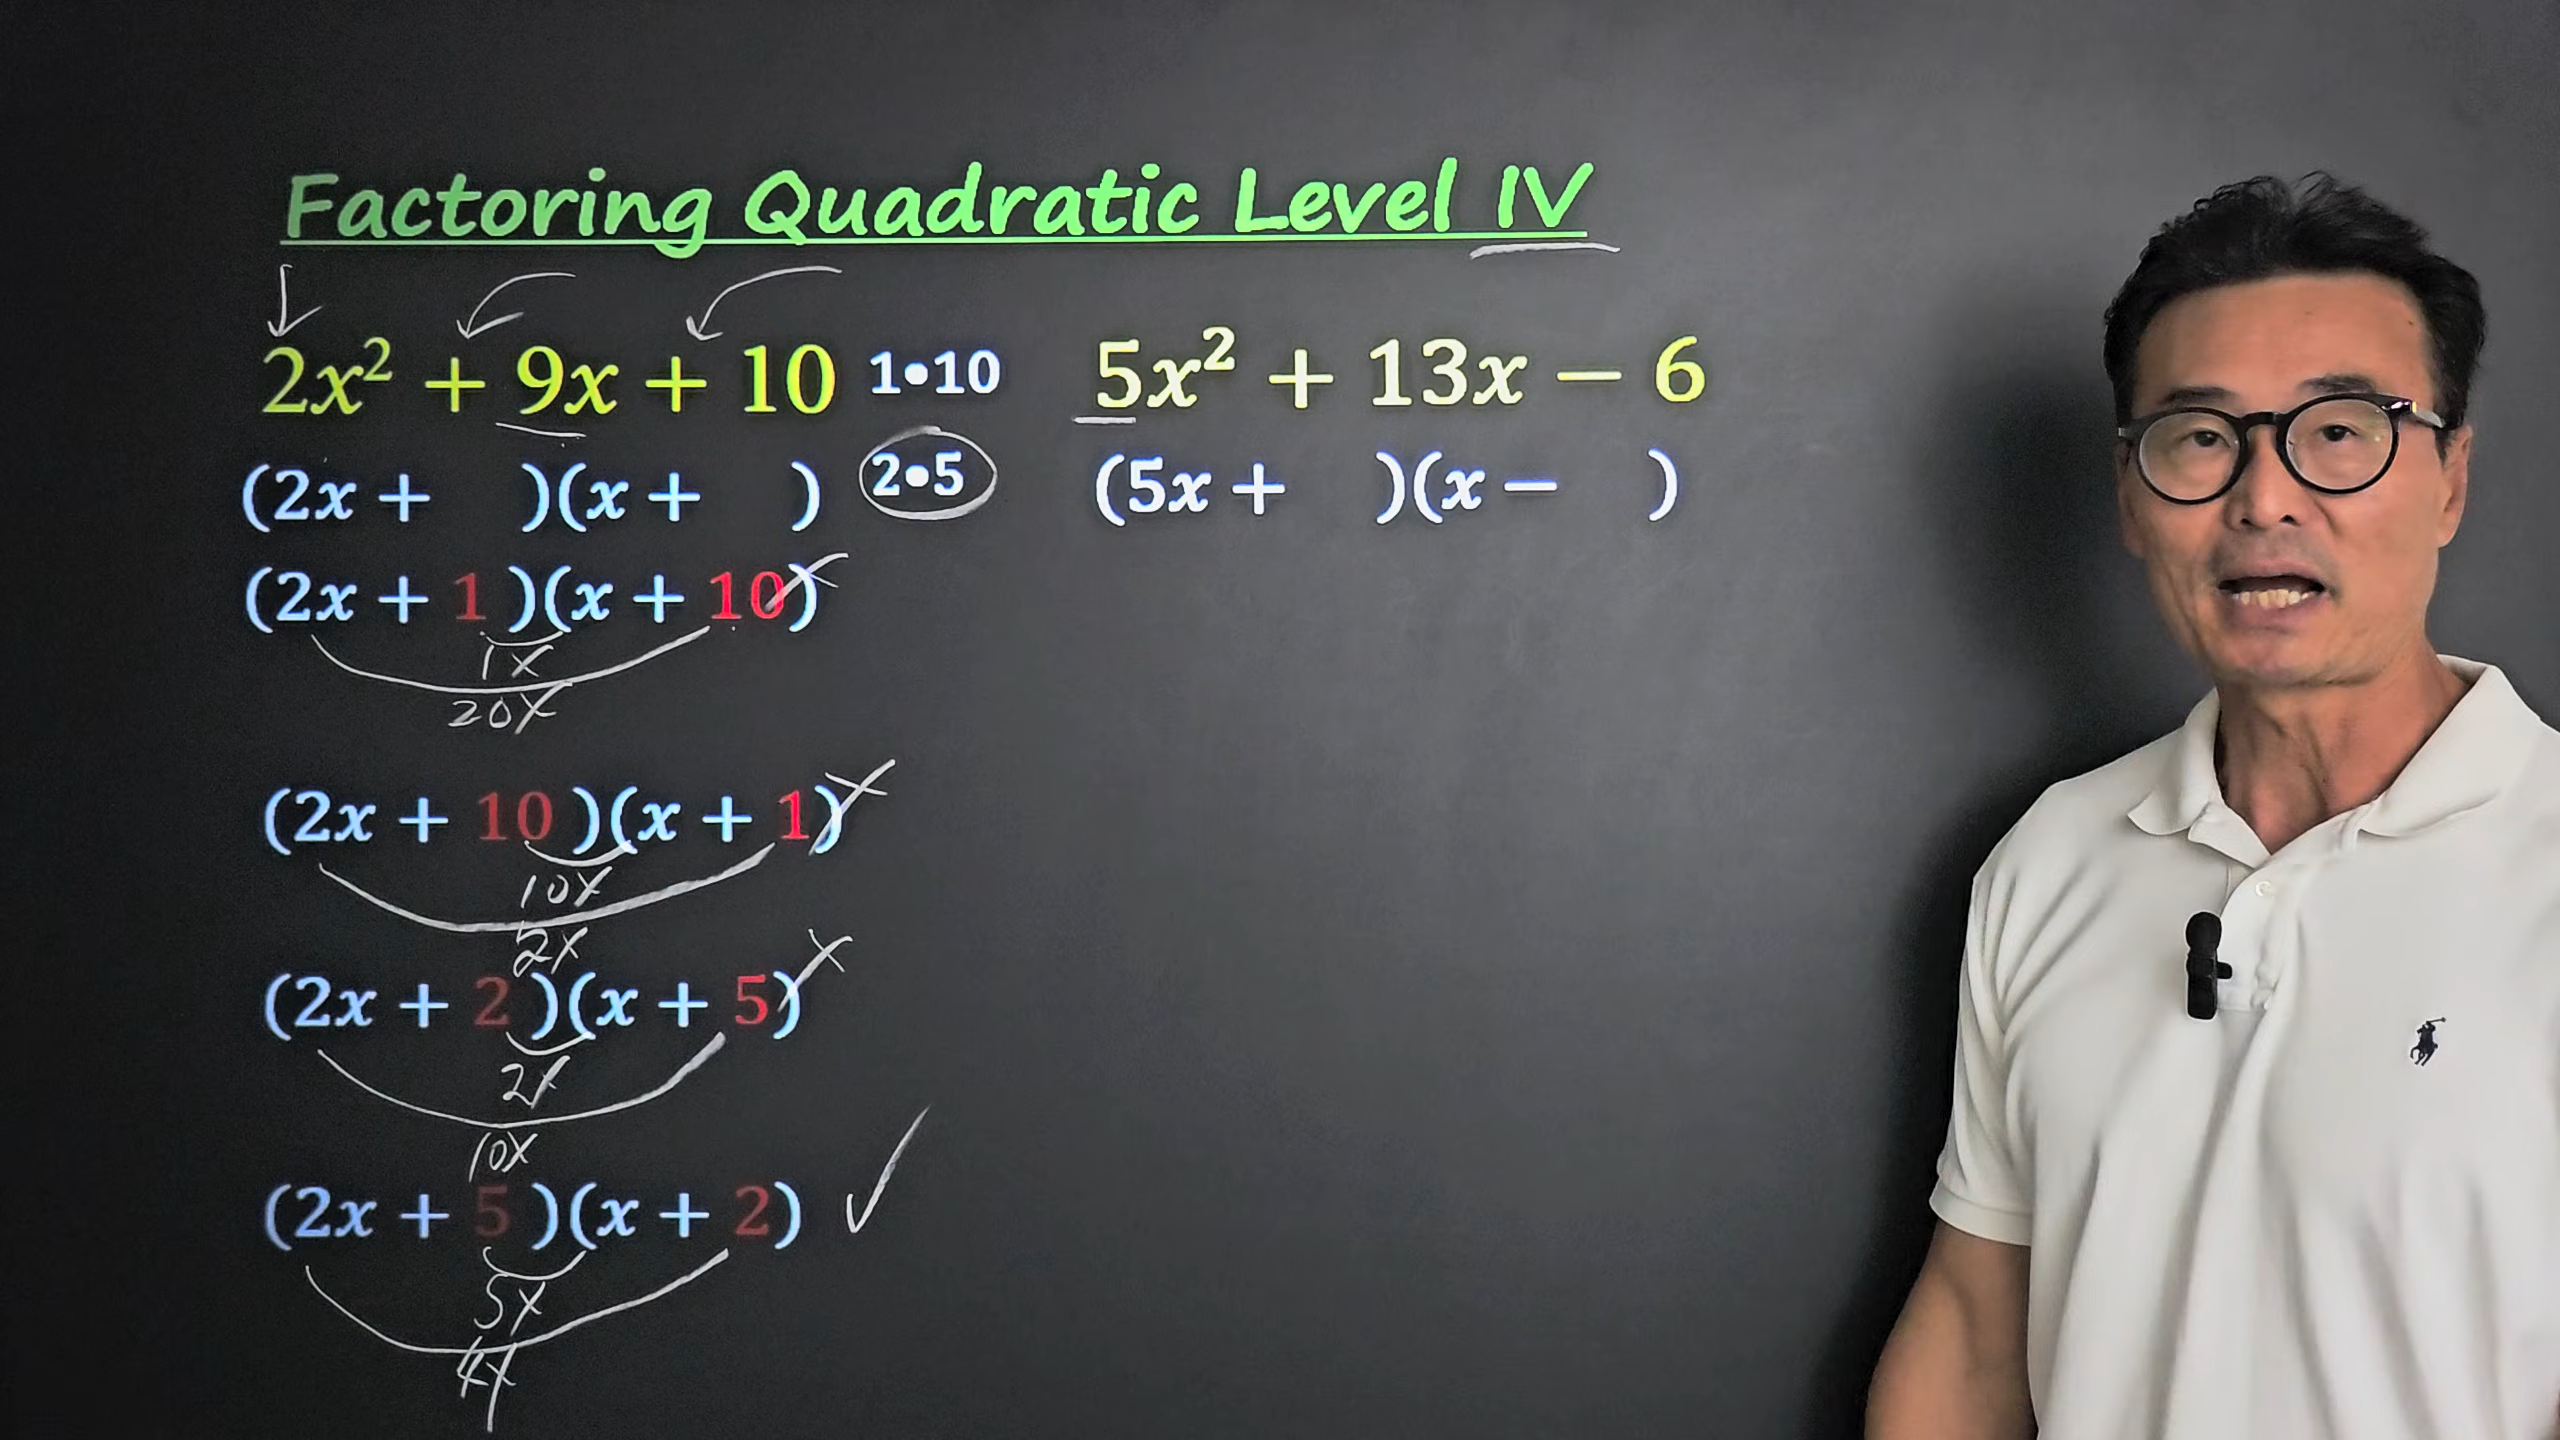 Factoring Quadratic Level IV
2x² + 9x + 10 1•10
(2x + )(x + ) 2•5
(2x + 1 )(x + 10)
1x
20x
(2x + 10 )(x + 1)
10x
2x
(2x + 2 )(x + 5)
2x
10x
(2x + 5 )(x + 2)
5x
4x
5x² + 13x − 6
(5x + )(x − )